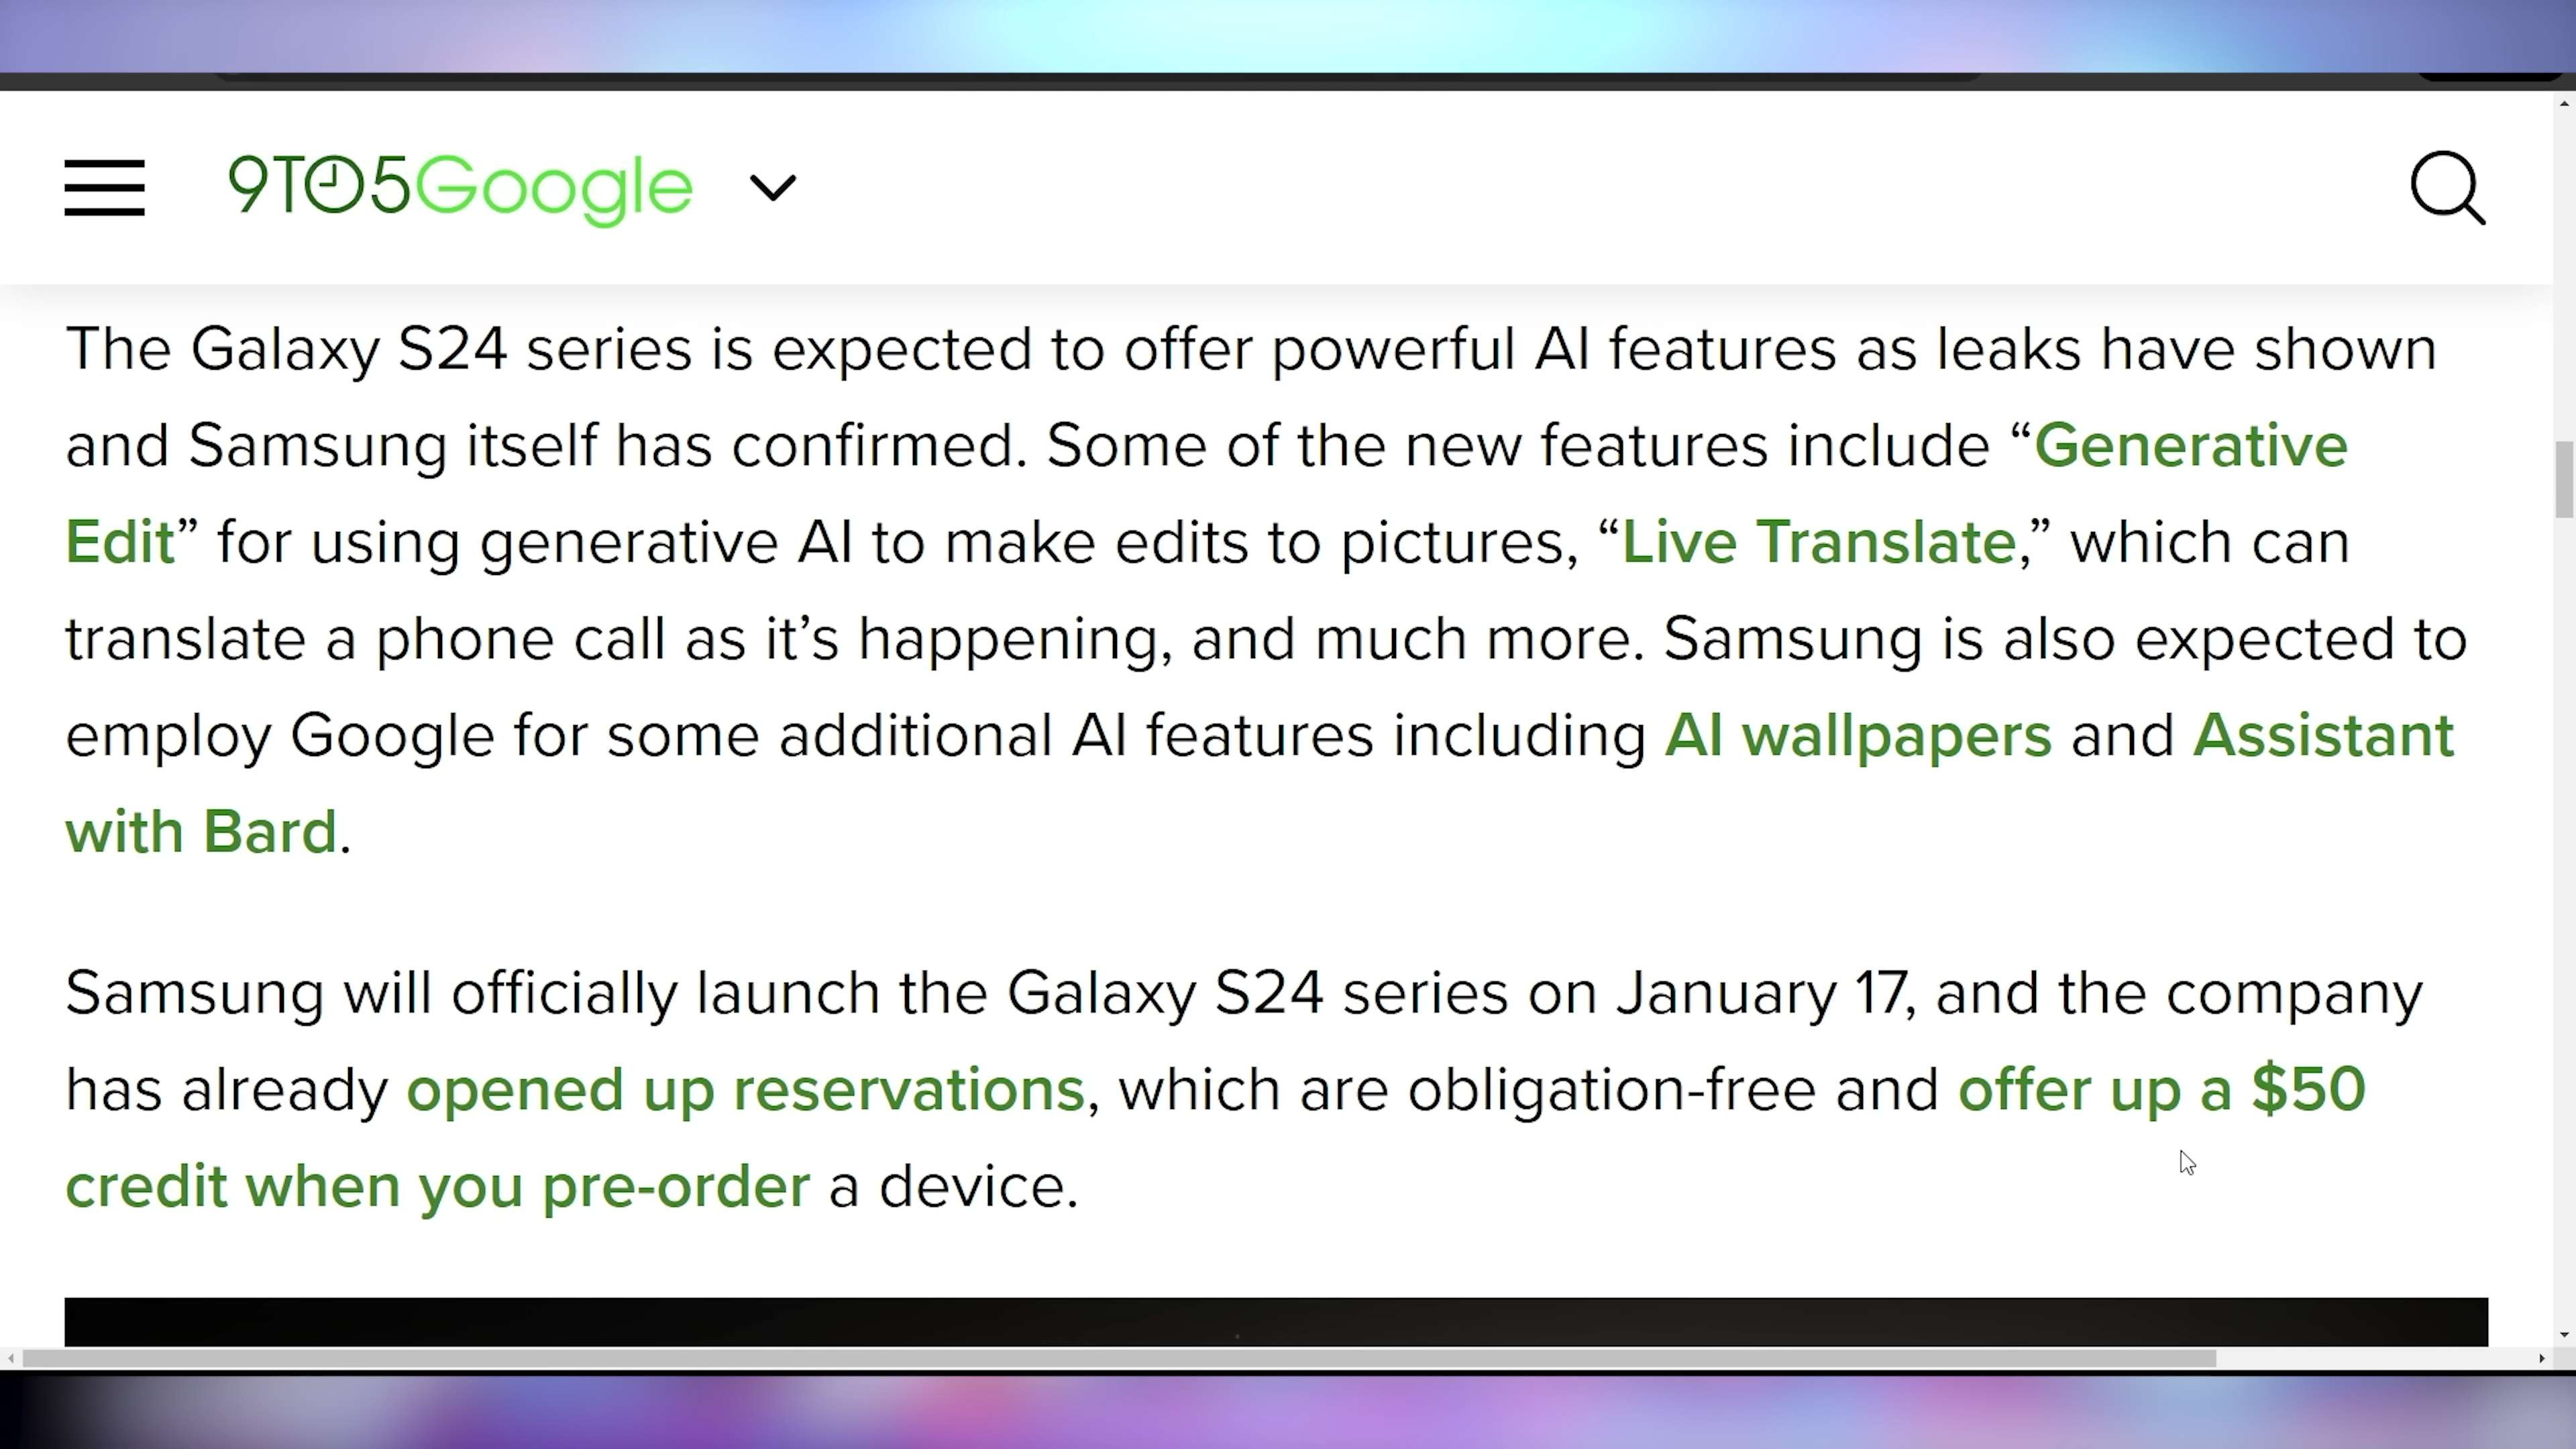 9TO5Google
The Galaxy S24 series is expected to offer powerful AI features as leaks have shown
and Samsung itself has confirmed. Some of the new features include “Generative
Edit” for using generative AI to make edits to pictures, “Live Translate,” which can
translate a phone call as it’s happening, and much more. Samsung is also expected to
employ Google for some additional AI features including AI wallpapers and Assistant
with Bard.
Samsung will officially launch the Galaxy S24 series on January 17, and the company
has already opened up reservations, which are obligation-free and offer up a $50
credit when you pre-order a device.